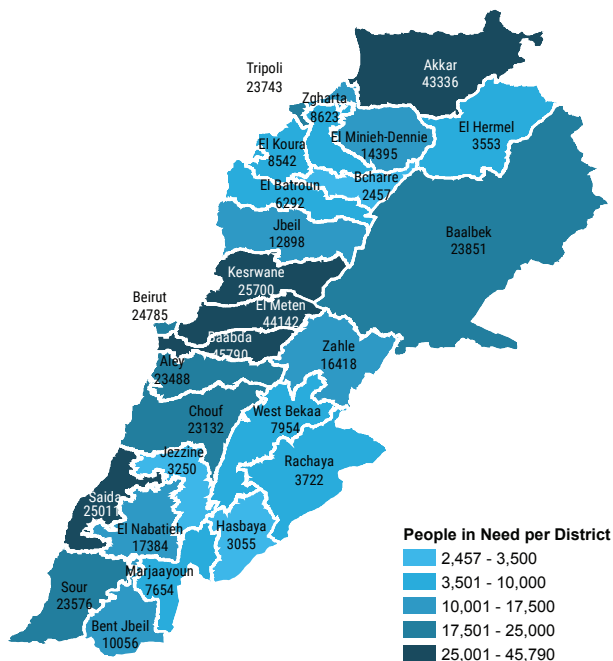 Akkar
43336
Tripoli
23743
Zgharta
8623
El Minieh-Dennie
14395
El Hermel
3553
El Koura
8542
Bcharre
2457
El Batroun
6292
Jbeil
12898
Baalbek
23851
Kesrwane
25700
Beirut
24785
El Meten
44142
Baabda
45790
Zahle
16418
Aley
23488
Chouf
23132
West Bekaa
7954
Jezzine
3250
Rachaya
3722
Saida
25011
El Nabatieh
17384
Hasbaya
3055
Marjaayoun
7654
Sour
23576
Bent Jbeil
10056
People in Need per District
2,457 - 3,500
3,501 - 10,000
10,001 - 17,500
17,501 - 25,000
25,001 - 45.790